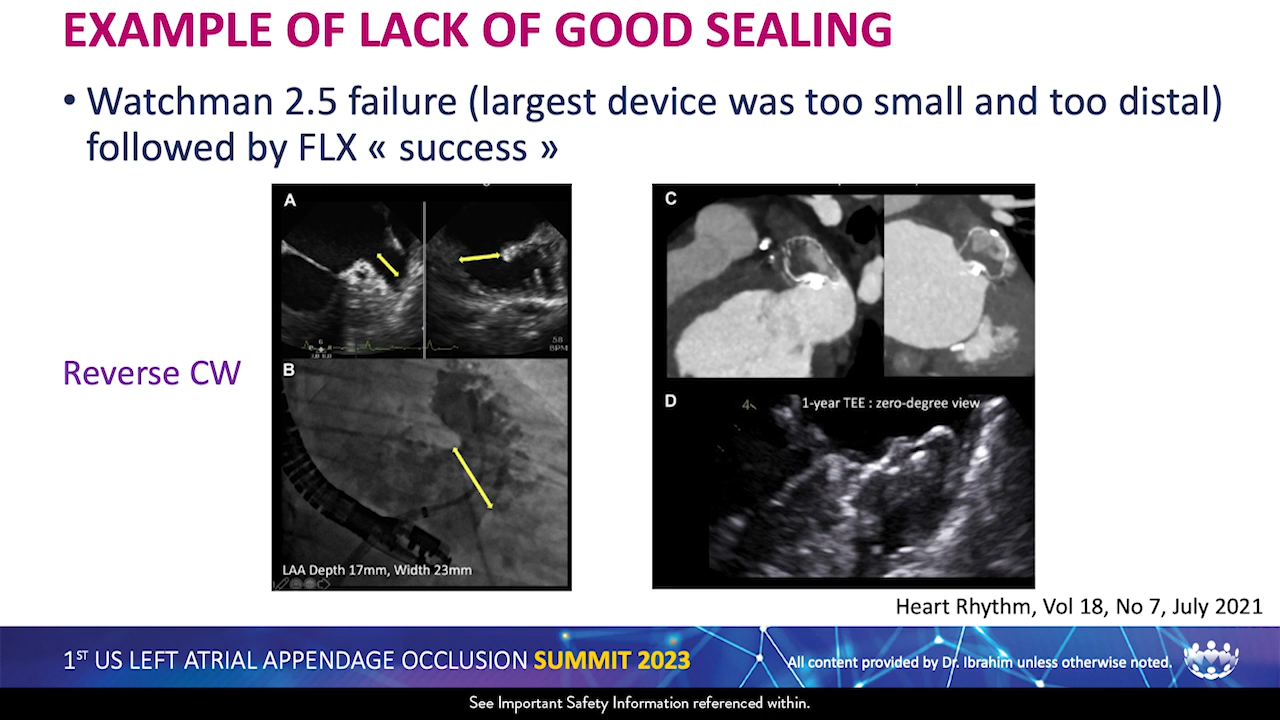 EXAMPLE OF LACK OF GOOD SEALING
• Watchman 2.5 failure (largest device was too small and too distal)
followed by FLX « success »
A
C
58
BPM
Reverse CW
B
D
4
1-year TEE : zero-degree view
LAA Depth 17mm, Width 23mm
Heart Rhythm, Vol 18, No 7, July 2021
1ST US LEFT ATRIAL APPENDAGE OCCLUSION SUMMIT 2023
All content provided by Dr. Ibrahim unless otherwise noted.
See Important Safety Information referenced within.